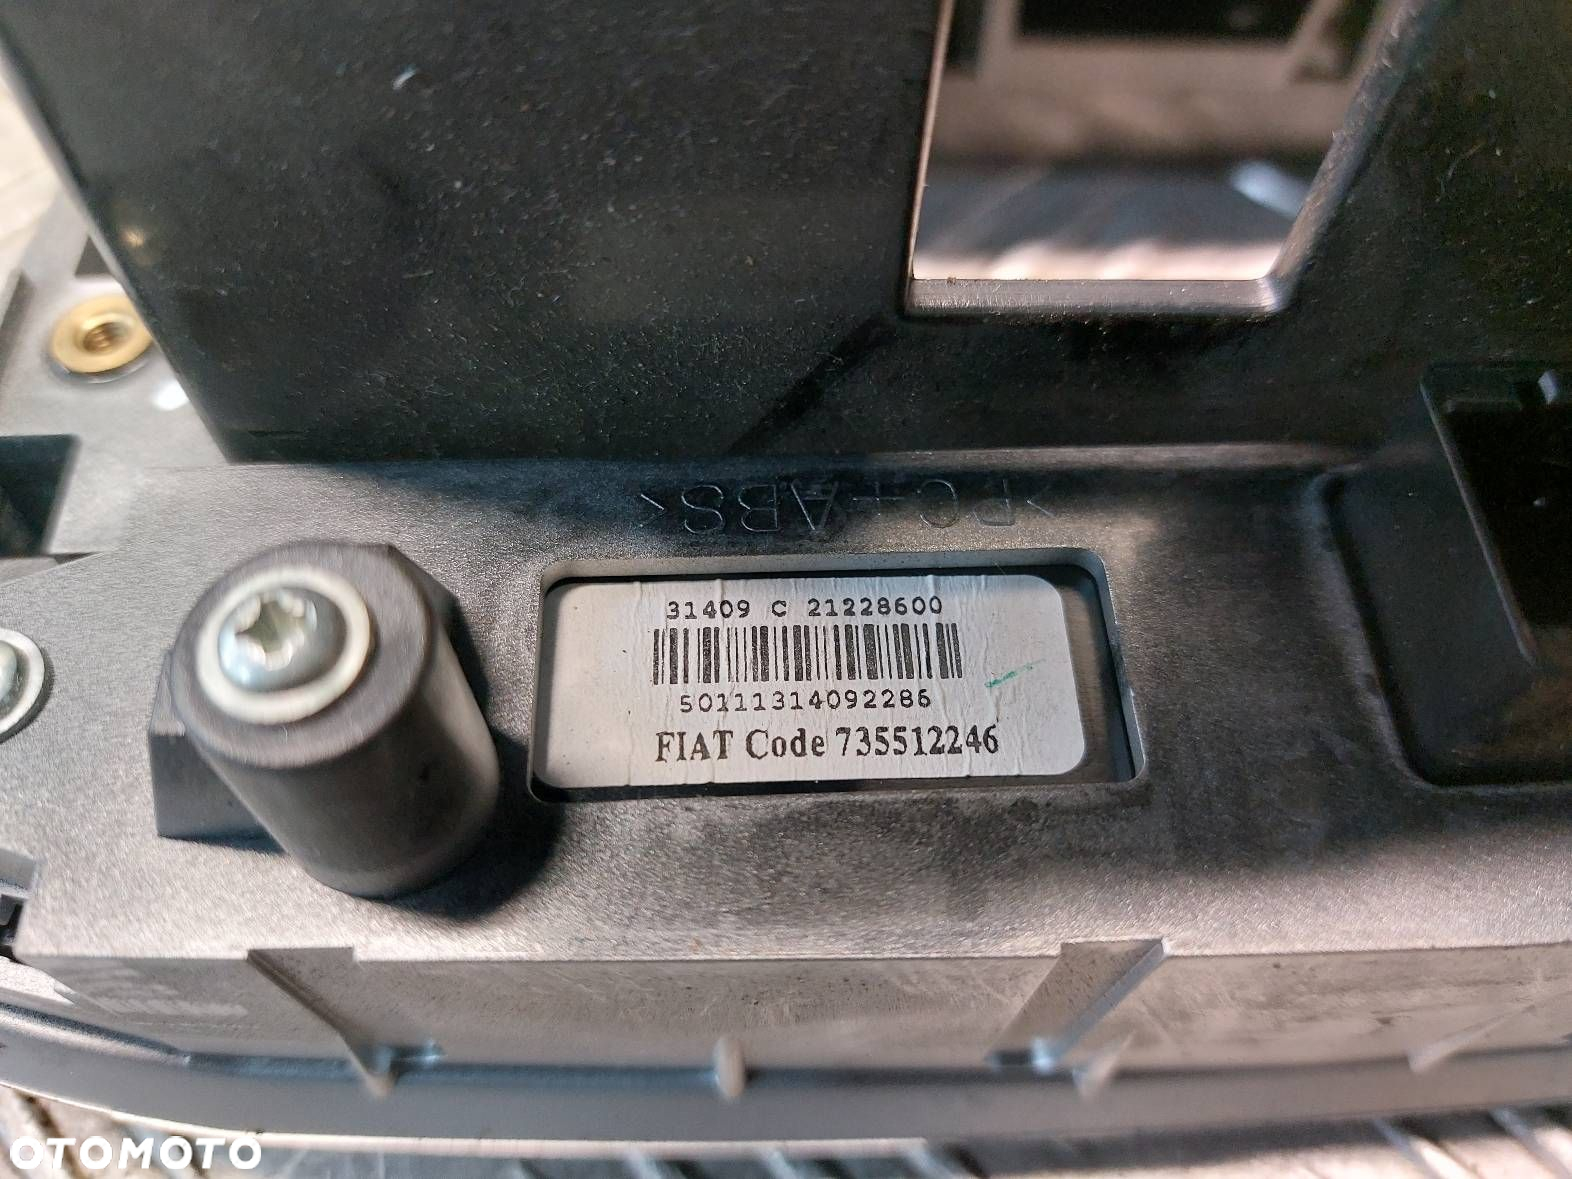 >PC+ABS<
31409 C 21228600
50111314092286
FIAT Code 735512246
OTOMOTO